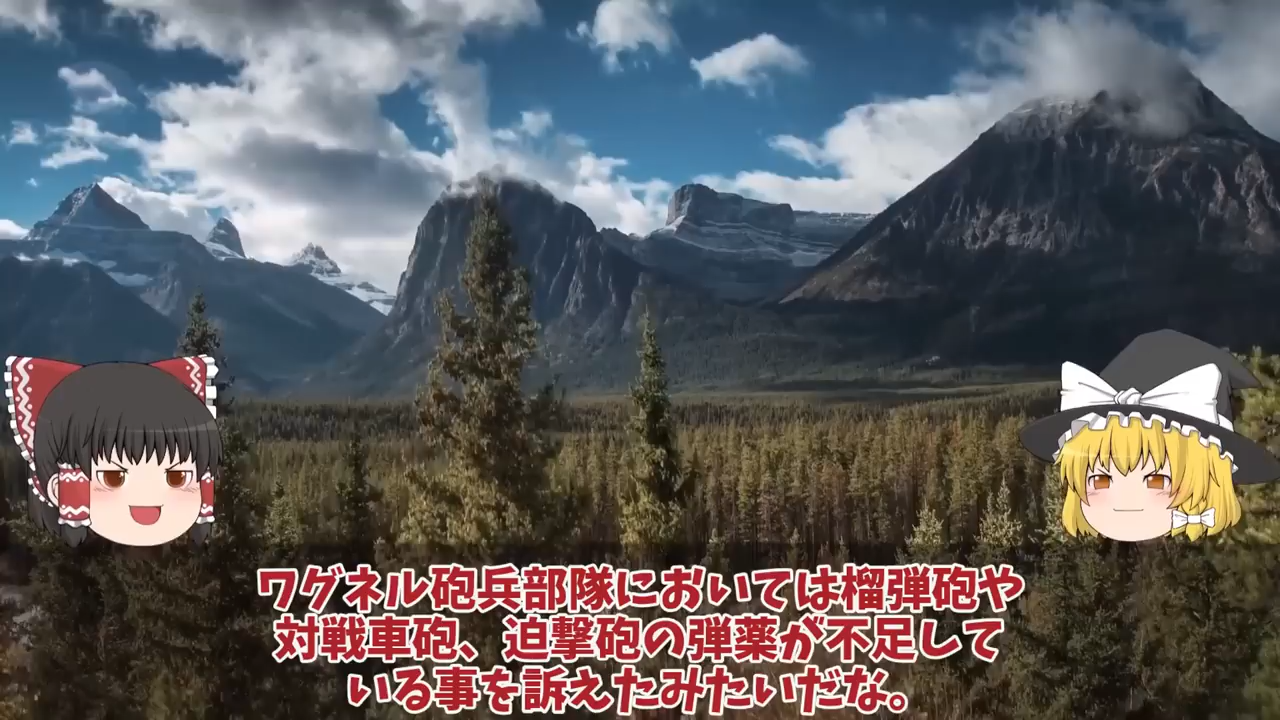 ワグネル砲兵部隊においては榴弾砲や
対戦車砲、迫撃砲の弾薬が不足して
いる事を訴えたみたいだな。